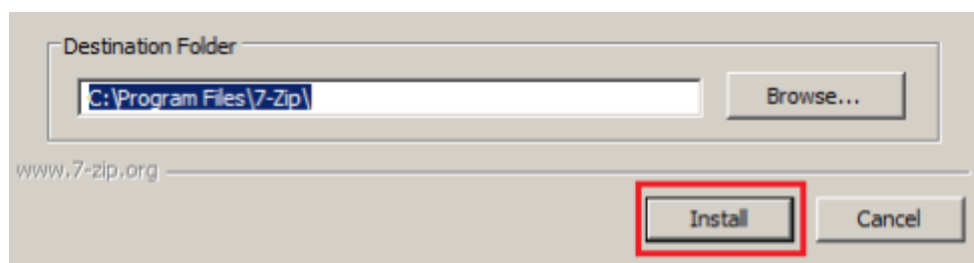 Destination Folder
C:\Program Files\7-Zip\
Browse...
www.7-zip.org
Install
Cancel